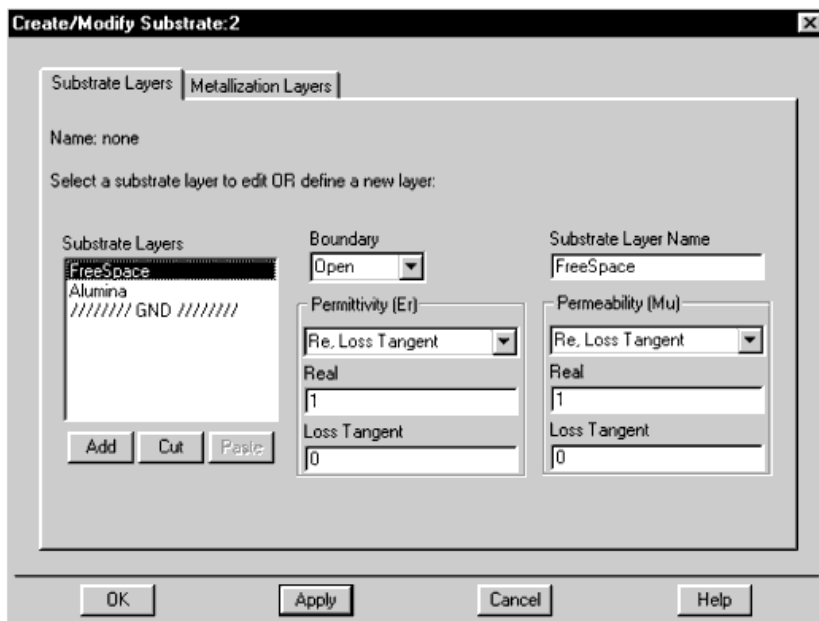 Create/Modify Substrate:2
Substrate Layers
Metallization Layers
Name: none
Select a substrate layer to edit OR define a new layer:
Substrate Layers
FreeSpace
Alumina
//////// GND ////////
Add
Cut
Paste
Boundary
Open
Permittivity (Er)
Re, Loss Tangent
Real
1
Loss Tangent
0
Substrate Layer Name
FreeSpace
Permeability (Mu)
Re, Loss Tangent
Real
1
Loss Tangent
0
OK
Apply
Cancel
Help